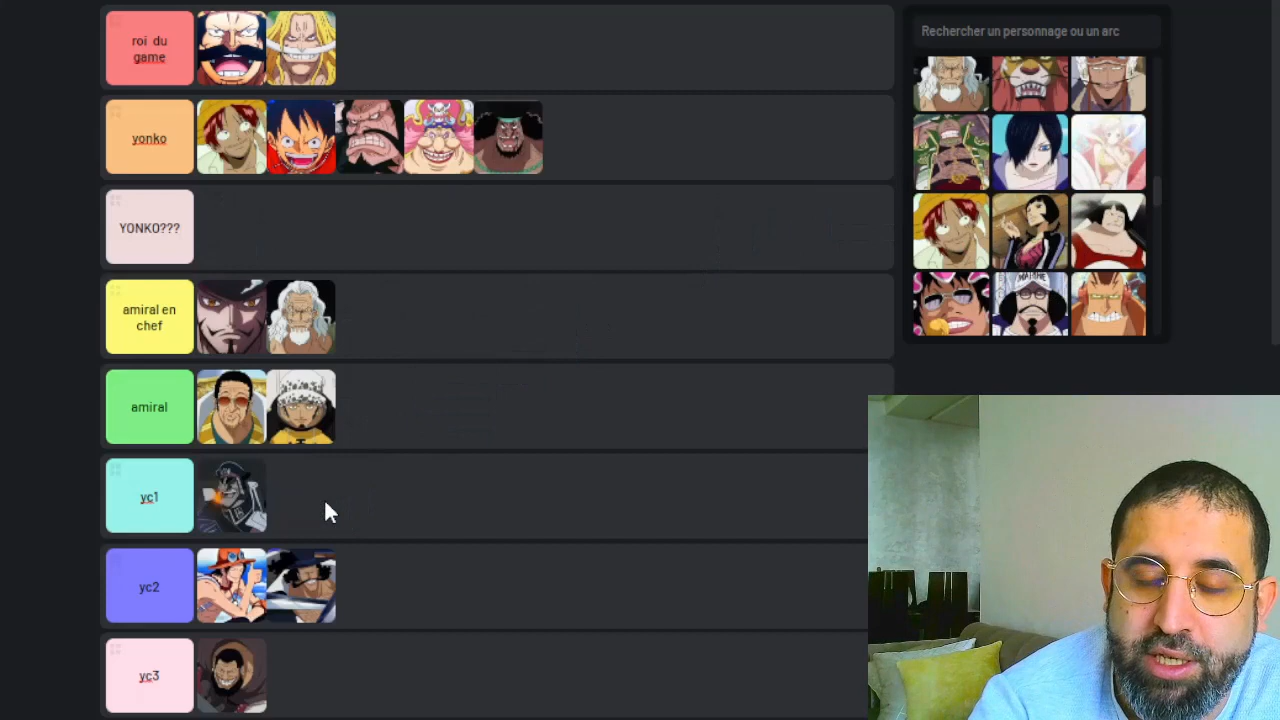 roi du
game
Rechercher un personnage ou un arc
yonko
YONKO???
amiral en
chef
amiral
yc1
yc2
yc3